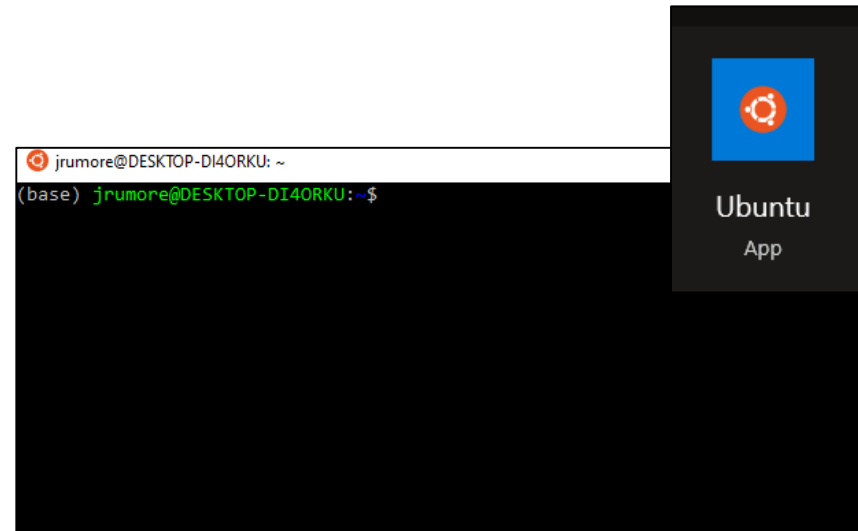 jrumore@DESKTOP-DI4ORKU: ~
(base) jrumore@DESKTOP-DI4ORKU:~$
Ubuntu
App